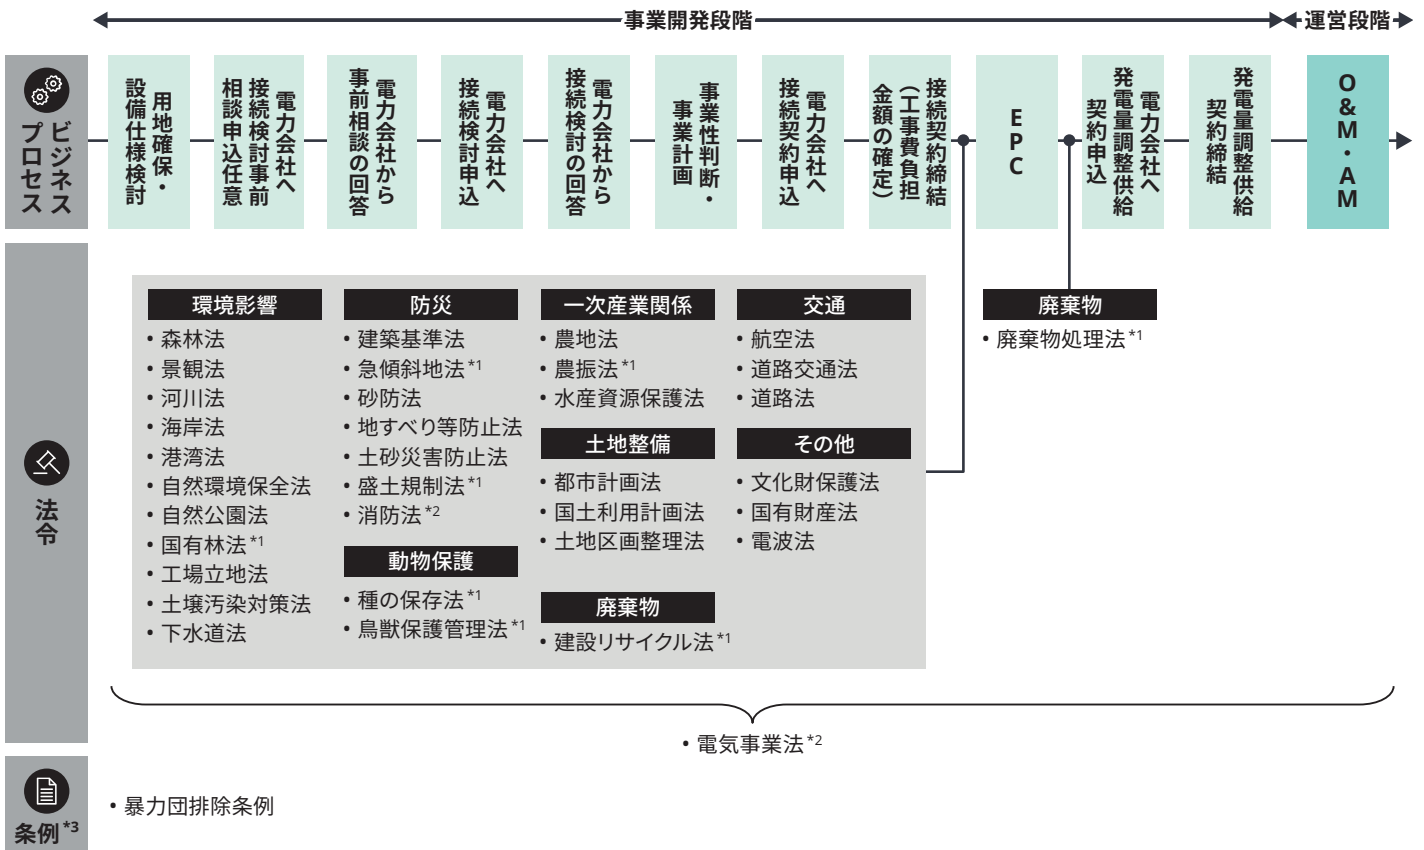 事業開発段階
運営段階
ビジネス
プロセス
用地確保・
設備仕様検討
電力会社へ
接続検討事前
相談申込任意
電力会社から
事前相談の回答
電力会社へ
接続検討申込
電力会社から
接続検討の回答
事業性判断・
事業計画
電力会社へ
接続契約申込
接続契約締結
（工事費負担
金額の確定）
EPC
電力会社へ
発電量調整供給
契約申込
発電量調整供給
契約締結
O&M・AM
法令
環境影響
・森林法
・景観法
・河川法
・海岸法
・港湾法
・自然環境保全法
・自然公園法
・国有林法*1
・工場立地法
・土壌汚染対策法
・下水道法
防災
・建築基準法
・急傾斜地法*1
・砂防法
・地すべり等防止法
・土砂災害防止法
・盛土規制法*1
・消防法*2
動物保護
・種の保存法*1
・鳥獣保護管理法*1
一次産業関係
・農地法
・農振法*1
・水産資源保護法
土地整備
・都市計画法
・国土利用計画法
・土地区画整理法
廃棄物
・建設リサイクル法*1
交通
・航空法
・道路交通法
・道路法
その他
・文化財保護法
・国有財産法
・電波法
廃棄物
・廃棄物処理法*1
・電気事業法*2
条例*3
・暴力団排除条例